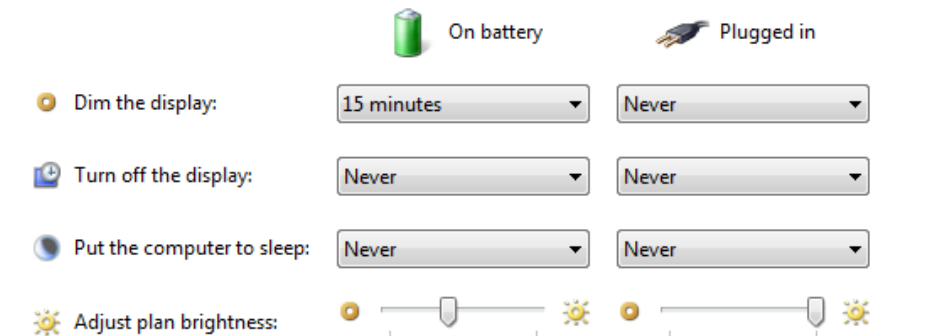 On battery Plugged in
Dim the display: 15 minutes Never
Turn off the display: Never Never
Put the computer to sleep: Never Never
Adjust plan brightness: